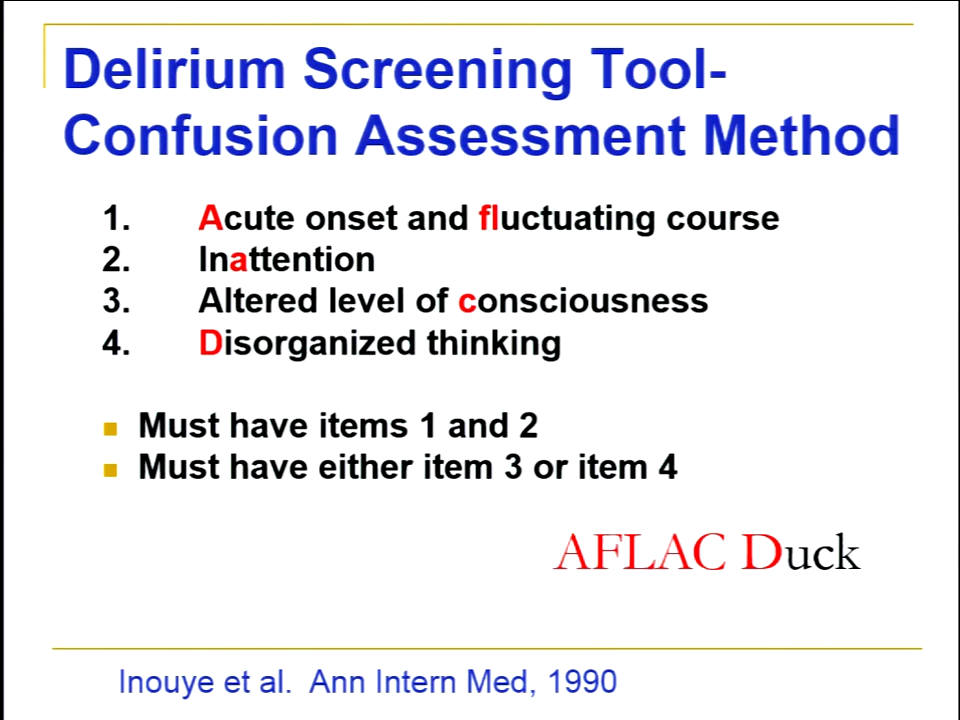 Delirium Screening Tool-
Confusion Assessment Method
1. Acute onset and fluctuating course
2. Inattention
3. Altered level of consciousness
4. Disorganized thinking
Must have items 1 and 2
Must have either item 3 or item 4
AFLAC Duck
Inouye et al. Ann Intern Med, 1990